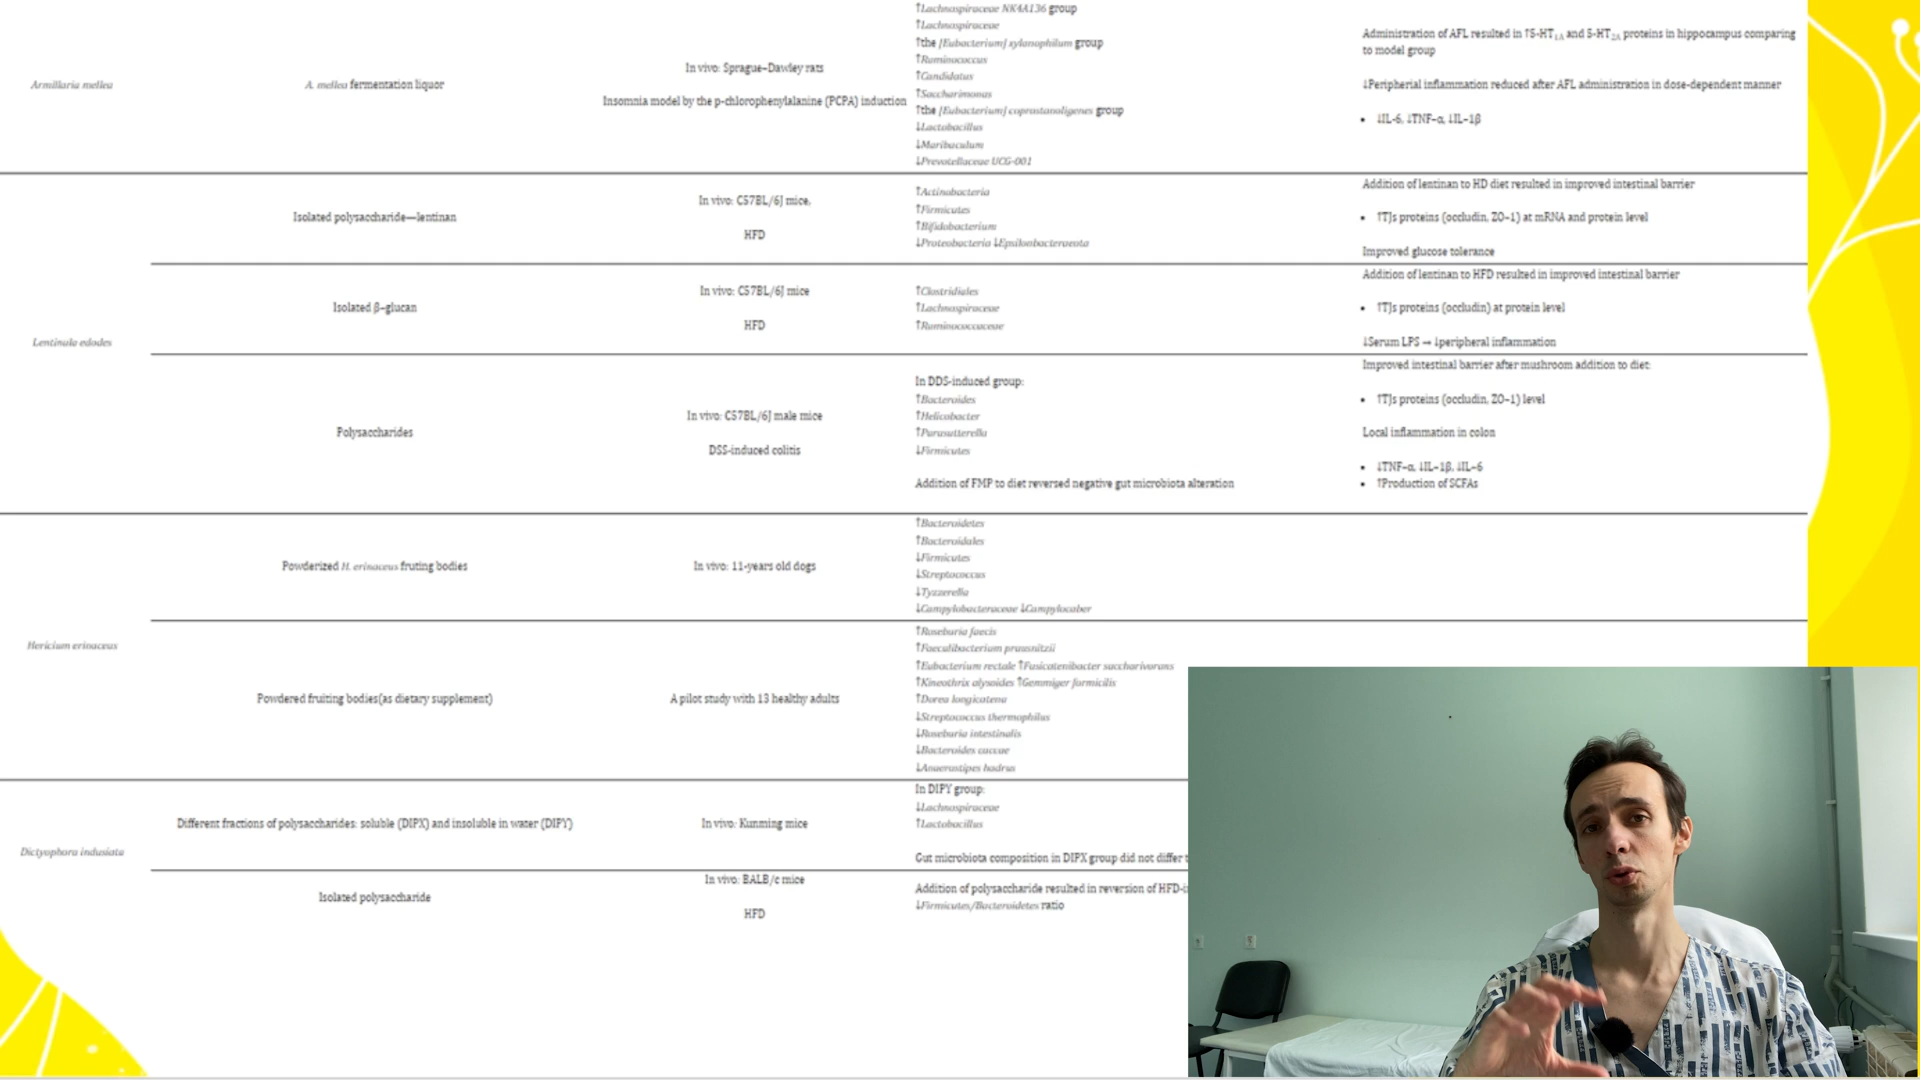 Armillaria mellea
A. mellea fermentation liquor
In vivo: Sprague–Dawley rats
Insomnia model by the p-chlorophenylalanine (PCPA) induction
↑Lachnospiraceae NK4A136 group
↑Lachnospiraceae
↑the [Eubacterium] xylanophilum group
↑Ruminococcus
↑Candidatus
↑Saccharimonas
↑the [Eubacterium] coprostanoligenes group
↓Lactobacillus
↓Maribaculum
↓Prevotellaceae UCG-001
Administration of AFL resulted in ↑5-HT1A and 5-HT2A proteins in hippocampus comparing
to model group
↓Peripherial inflammation reduced after AFL administration in dose-dependent manner
• ↓IL-6, ↓TNF-α, ↓IL-1β
Lentinula edodes
Isolated polysaccharide—lentinan
In vivo: C57BL/6J mice,
HFD
↑Actinobacteria
↑Firmicutes
↑Bifidobacterium
↓Proteobacteria ↓Epsilonbacteraeota
Addition of lentinan to HD diet resulted in improved intestinal barrier
• ↑TJs proteins (occludin, ZO-1) at mRNA and protein level
Improved glucose tolerance
Isolated β-glucan
In vivo: C57BL/6J mice
HFD
↑Clostridiales
↑Lachnospiraceae
↑Ruminococcaceae
Addition of lentinan to HFD resulted in improved intestinal barrier
• ↑TJs proteins (occludin) at protein level
↓Serum LPS → ↓peripheral inflammation
Polysaccharides
In vivo: C57BL/6J male mice
DSS-induced colitis
In DDS-induced group:
↑Bacteroides
↑Helicobacter
↑Parasutterella
↓Firmicutes
Addition of FMP to diet reversed negative gut microbiota alteration
Improved intestinal barrier after mushroom addition to diet:
• ↑TJs proteins (occludin, ZO-1) level
Local inflammation in colon
• ↓TNF-α, ↓IL-1β, ↓IL-6
• ↑Production of SCFAs
Hericium erinaceus
Powderized H. erinaceus fruting bodies
In vivo: 11-years old dogs
↑Bacteroidetes
↑Bacteroidales
↓Firmicutes
↓Streptococcus
↓Tyzzerella
↓Campylobacteraceae ↓Campylocaber
Powdered fruiting bodies(as dietary supplement)
A pilot study with 13 healthy adults
↑Roseburia faecis
↑Faecalibacterium prausnitzii
↑Eubacterium rectale ↑Fusicatenibacter saccharivorans
↑Kineothrix alysoides ↑Gemmiger formicilis
↑Dorea longicatena
↓Streptococcus thermophilus
↓Roseburia intestinalis
↓Bacteroides caccae
↓Anaerostipes hadrus
Dictyophora indusiata
Different fractions of polysaccharides: soluble (DIPX) and insoluble in water (DIPY)
In vivo: Kunming mice
In DIPY group:
↓Lachnospiraceae
↑Lactobacillus
Gut microbiota composition in DIPX group did not differ
Isolated polysaccharide
In vivo: BALB/c mice
HFD
Addition of polysaccharide resulted in reversion of
↓Firmicutes/Bacteroidetes ratio